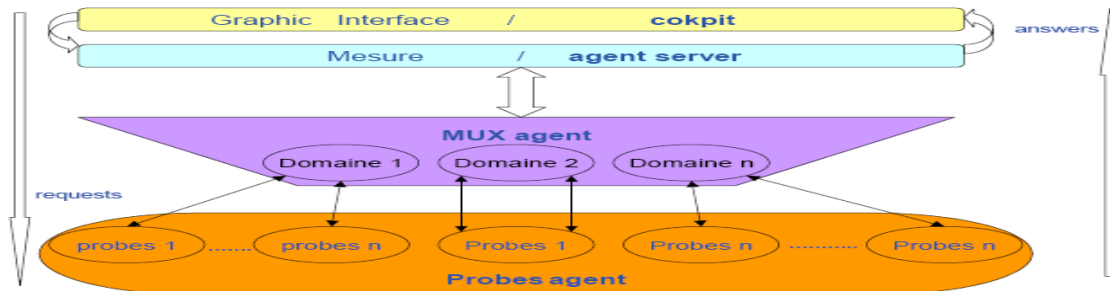 Graphic Interface / cokpit
answers
Mesure / agent server
MUX agent
Domaine 1 Domaine 2 Domaine n
requests
probes 1 ...... probes n Probes 1 Probes n .......... Probes n
Probes agent